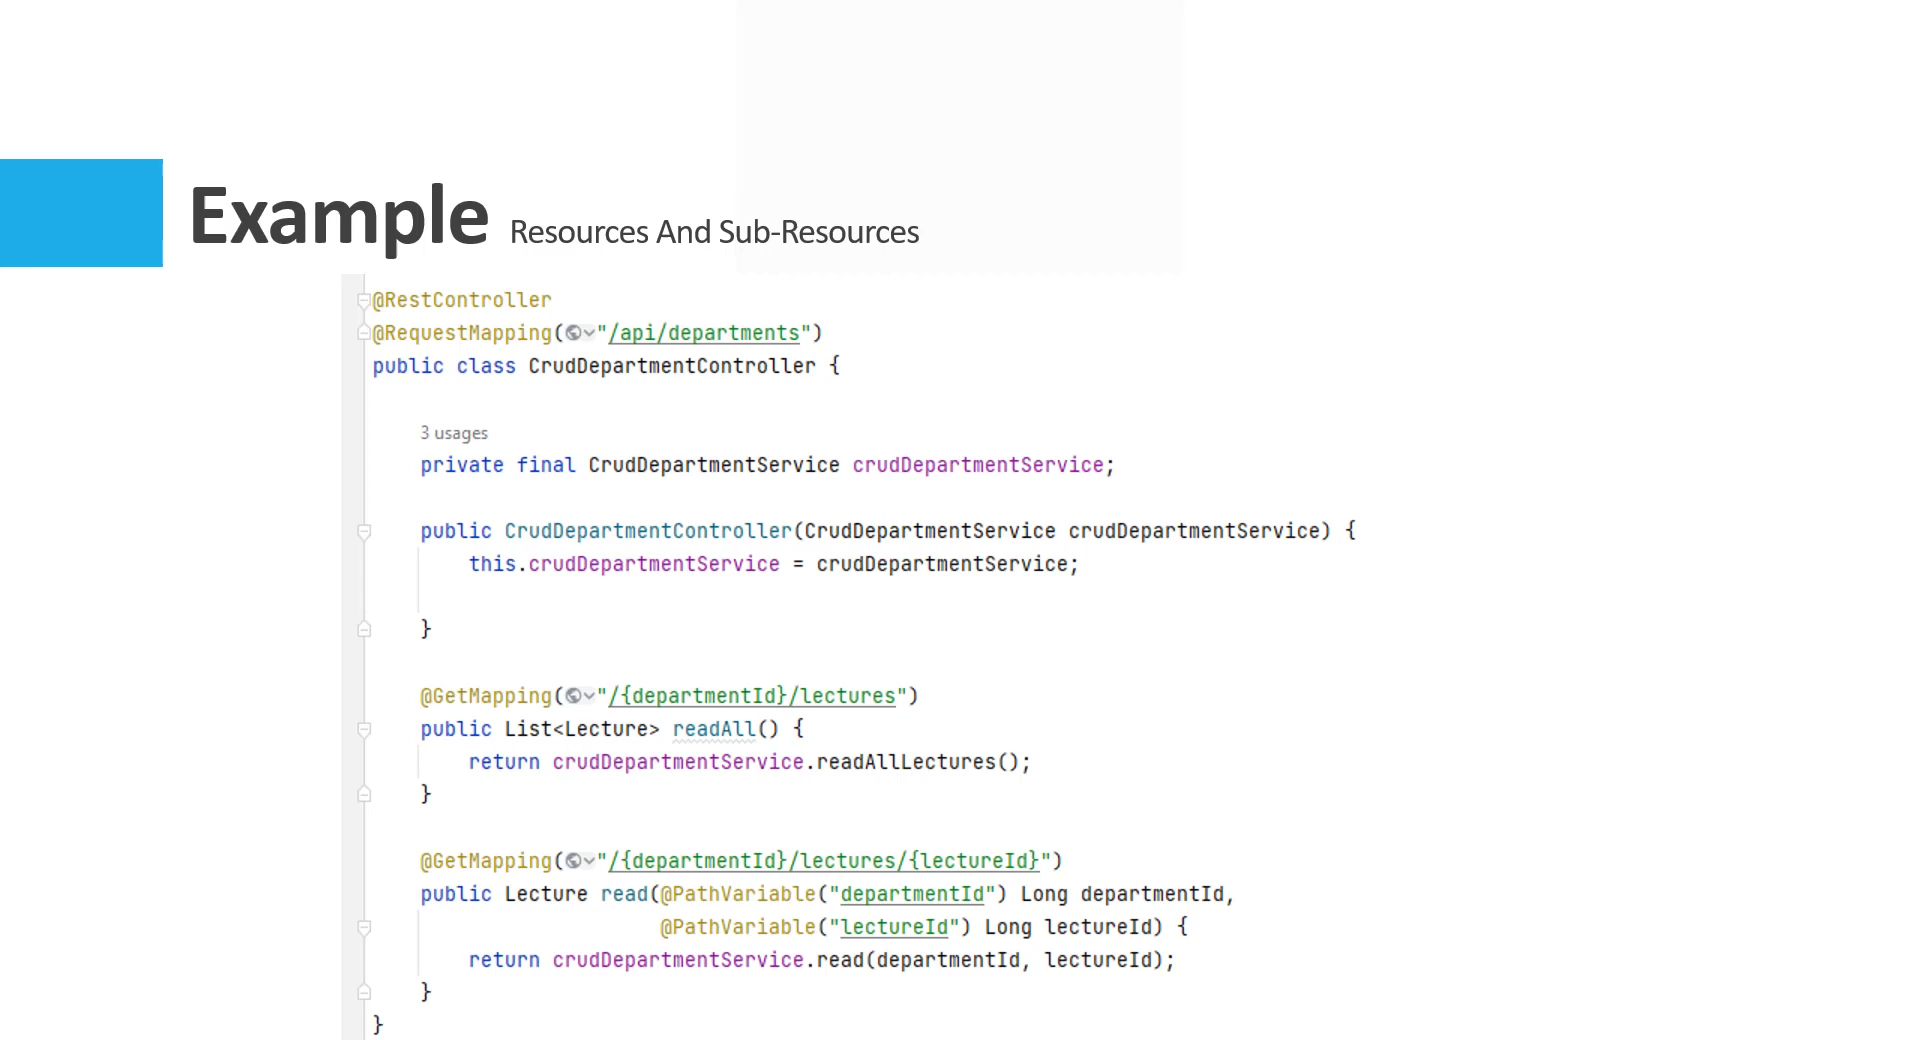 Example Resources And Sub-Resources
@RestController
@RequestMapping("/api/departments")
public class CrudDepartmentController {
3 usages
private final CrudDepartmentService crudDepartmentService;
public CrudDepartmentController(CrudDepartmentService crudDepartmentService) {
this.crudDepartmentService = crudDepartmentService;
}
@GetMapping("/{departmentId}/lectures")
public List<Lecture> readAll() {
return crudDepartmentService.readAllLectures();
}
@GetMapping("/{departmentId}/lectures/{lectureId}")
public Lecture read(@PathVariable("departmentId") Long departmentId,
@PathVariable("lectureId") Long lectureId) {
return crudDepartmentService.read(departmentId, lectureId);
}
}